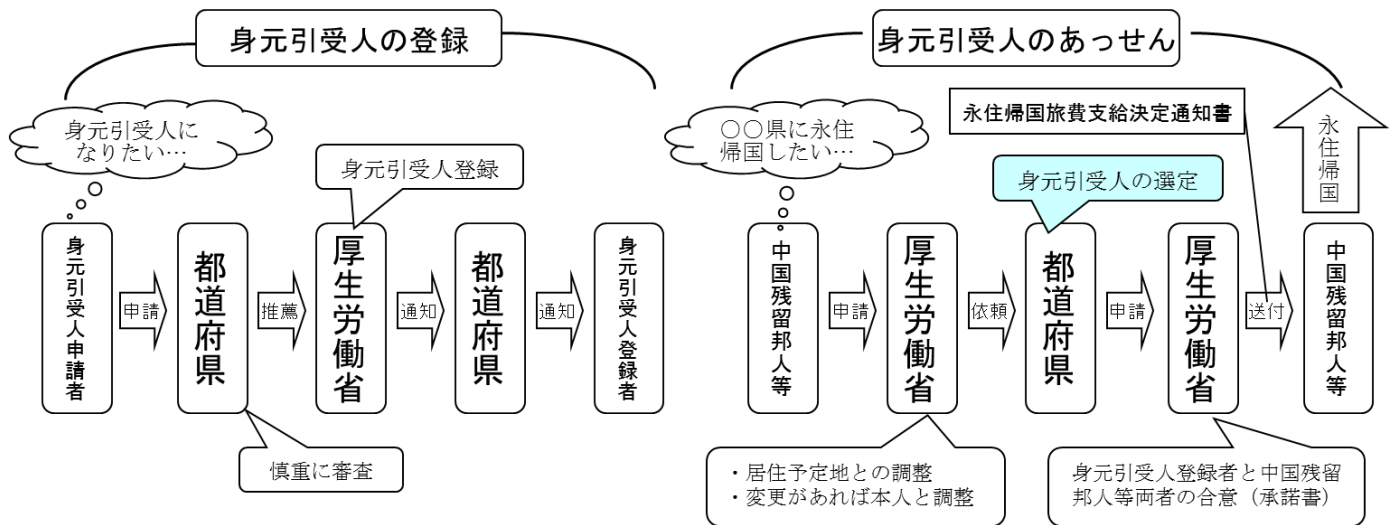 身元引受人の登録
身元引受人に
なりたい…
身元引受人登録
身元引受人申請者
申請
都道府県
推薦
厚生労働省
通知
都道府県
通知
身元引受人登録者
慎重に審査
身元引受人のあっせん
〇〇県に永住
帰国したい…
永住帰国旅費支給決定通知書
永住帰国
身元引受人の選定
中国残留邦人等
申請
厚生労働省
依頼
都道府県
申請
厚生労働省
送付
中国残留邦人等
・居住予定地との調整
・変更があれば本人と調整
身元引受人登録者と中国残留
邦人等両者の合意（承諾書）